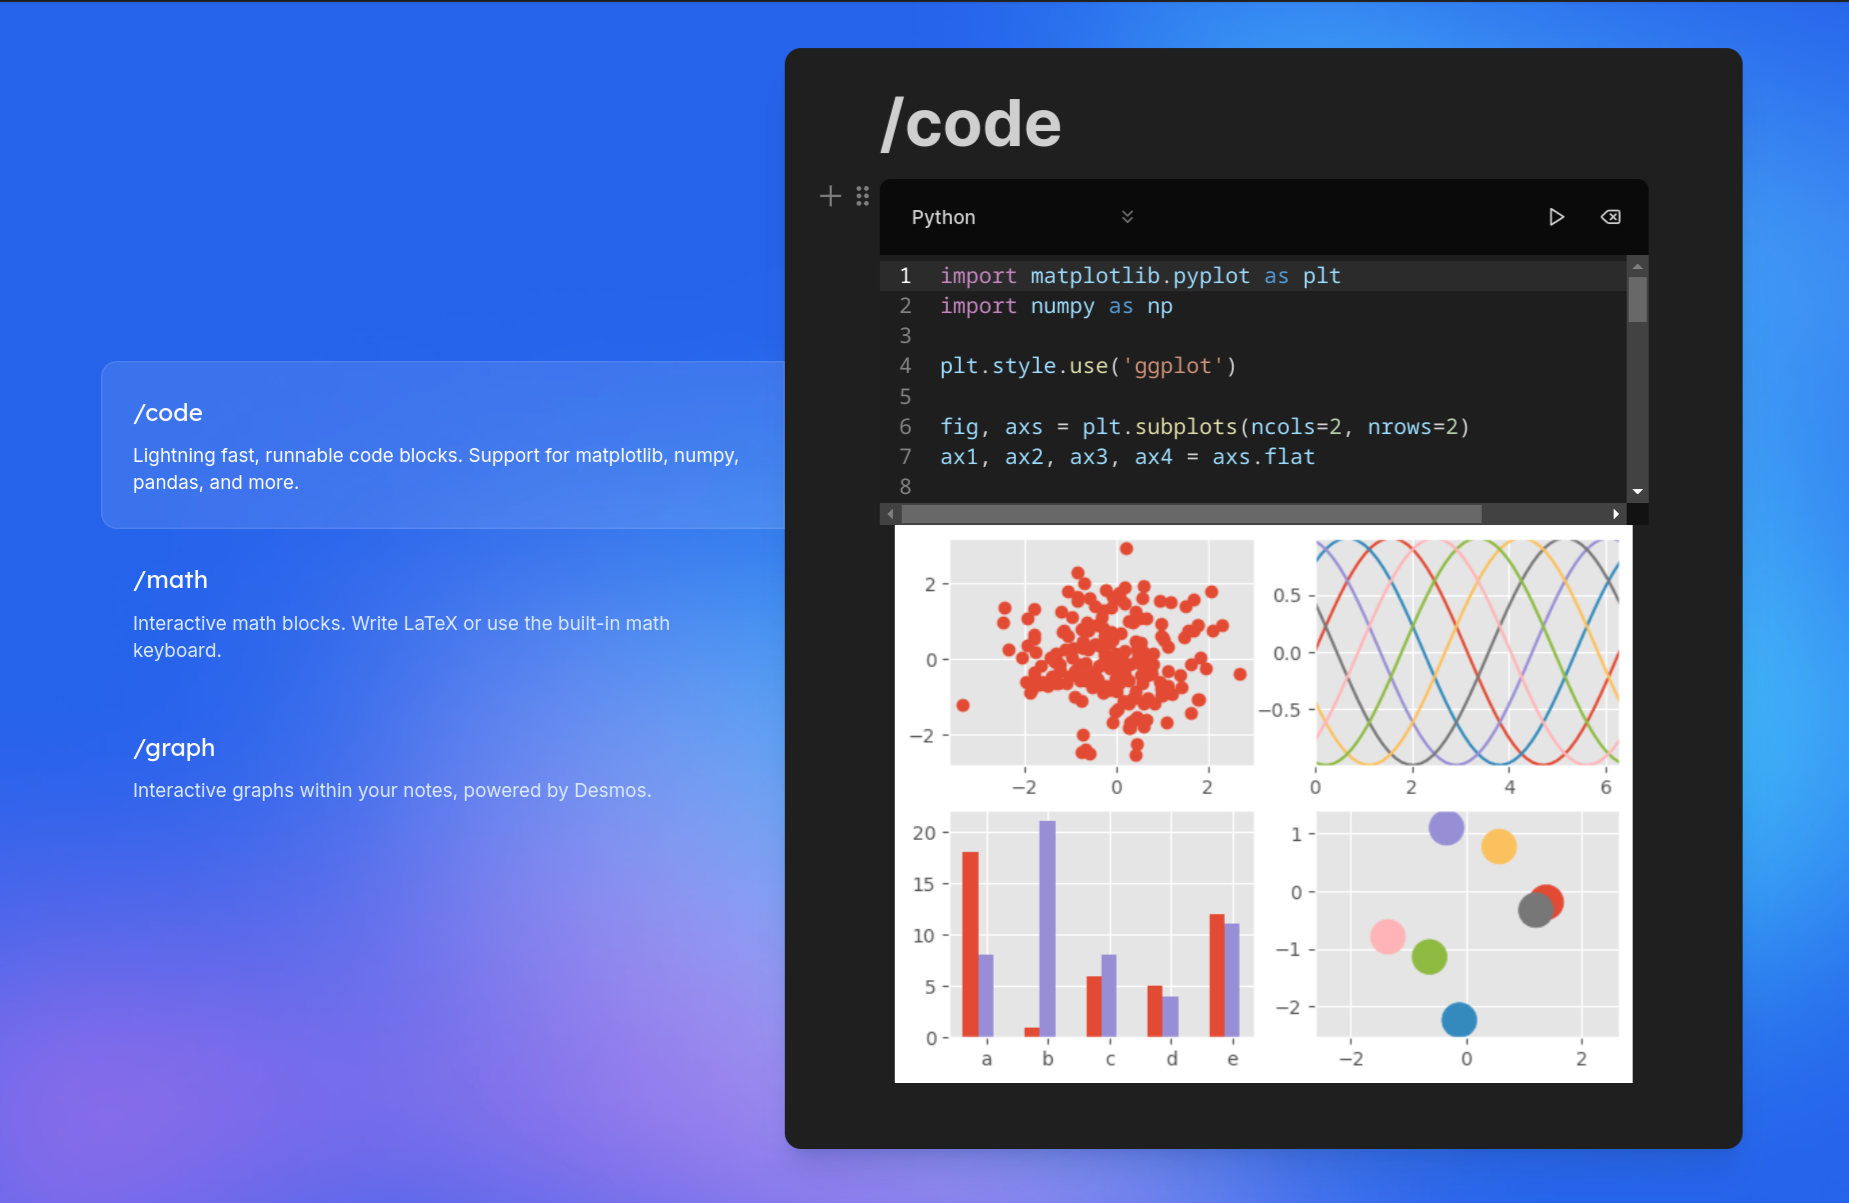 /code
Lightning fast, runnable code blocks. Support for matplotlib, numpy,
pandas, and more.
/math
Interactive math blocks. Write LaTeX or use the built-in math
keyboard.
/graph
Interactive graphs within your notes, powered by Desmos.
/code
Python
1 import matplotlib.pyplot as plt
2 import numpy as np
3
4 plt.style.use('ggplot')
5
6 fig, axs = plt.subplots(ncols=2, nrows=2)
7 ax1, ax2, ax3, ax4 = axs.flat
8
2
0
−2
−2 0 2
0.5
0.0
−0.5
0 2 4 6
20
15
10
5
0
a b c d e
1
0
−1
−2
−2 0 2